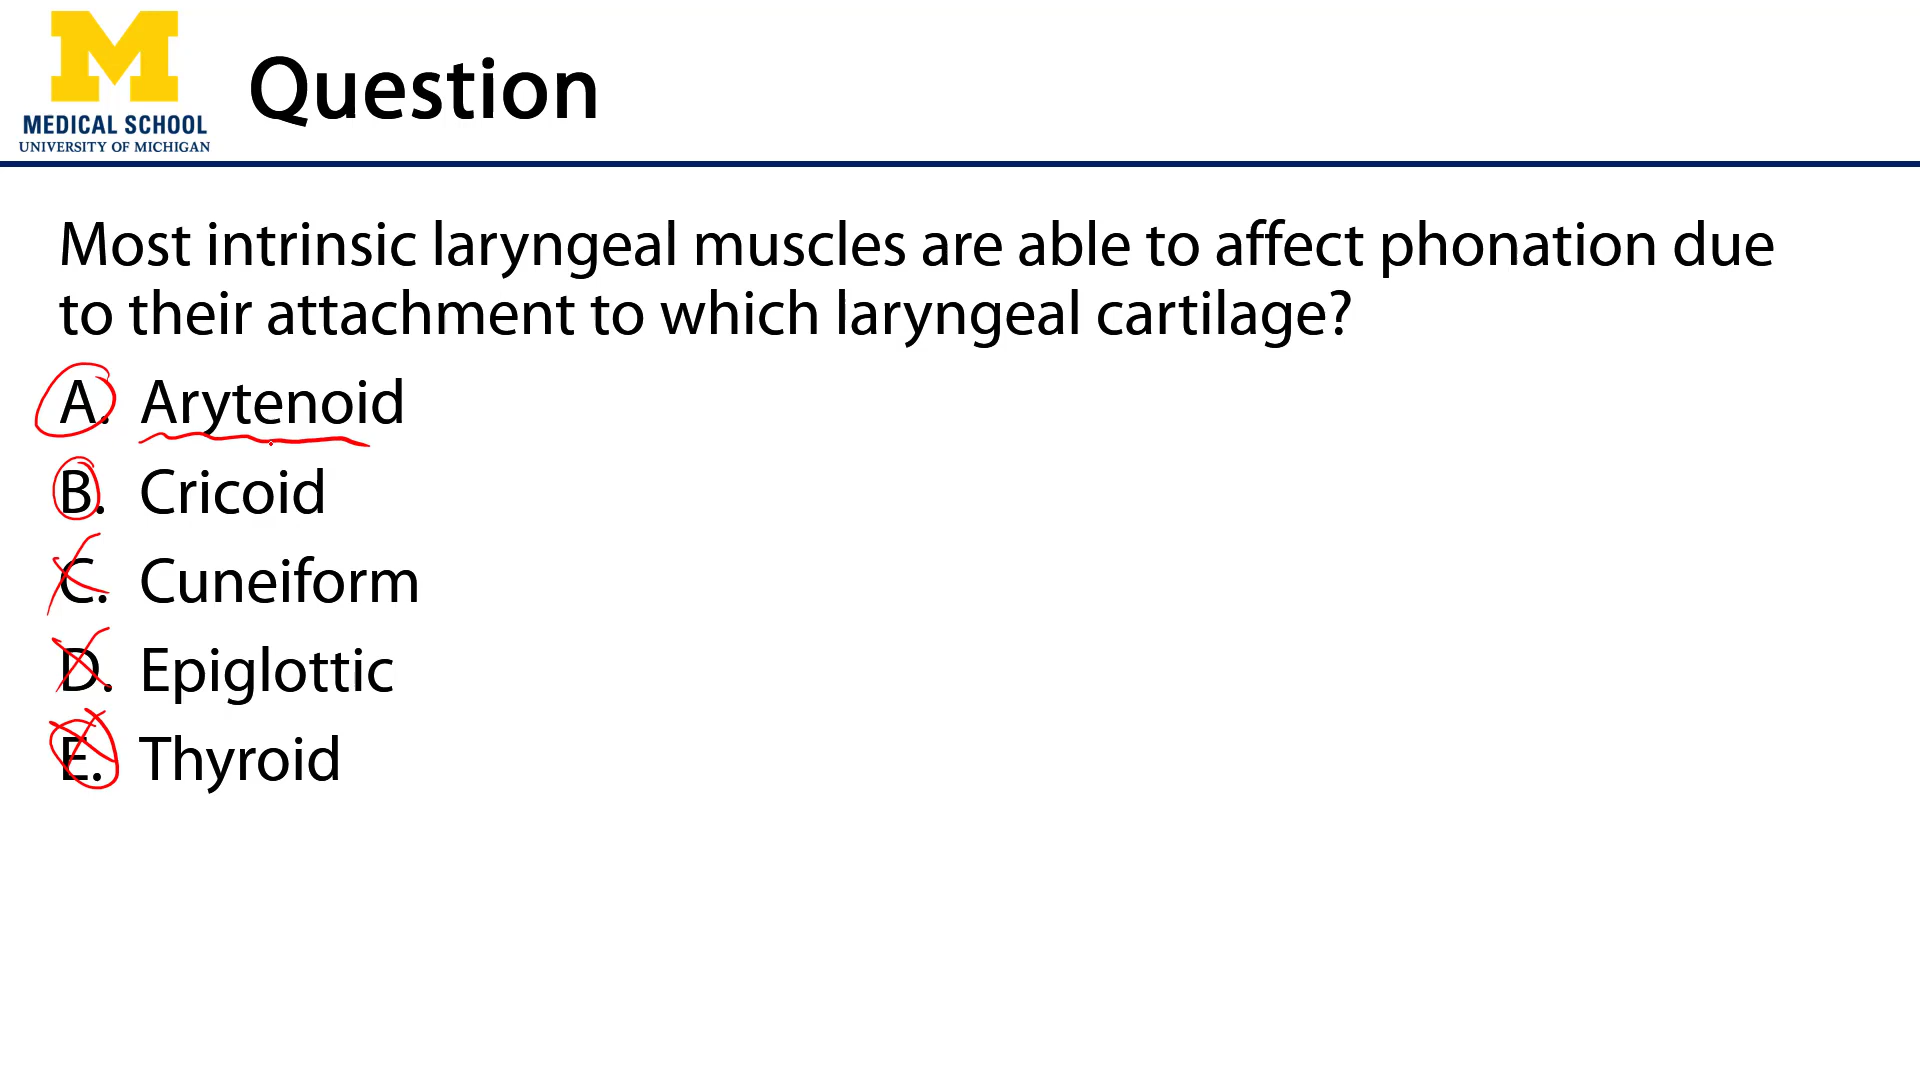 M
MEDICAL SCHOOL
UNIVERSITY OF MICHIGAN
Question
Most intrinsic laryngeal muscles are able to affect phonation due
to their attachment to which laryngeal cartilage?
A. Arytenoid
B. Cricoid
C. Cuneiform
D. Epiglottic
E. Thyroid